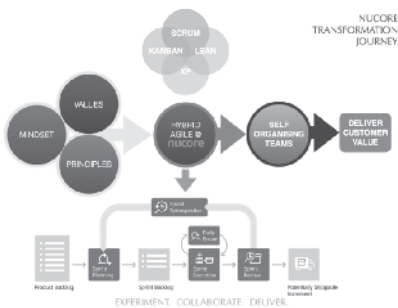 NUCORE
TRANSFORMATION
JOURNEY
SCRUM
KANBAN
LEAN
XP
VALUES
MINDSET
PRINCIPLES
HYBRID
AGILE @
nucore
SELF
ORGANISING
TEAMS
DELIVER
CUSTOMER
VALUE
Sprint
Retrospective
Daily
Scrum
Sprint
Planning
Sprint
Execution
Sprint
Review
Product Backlog
Sprint Backlog
Potentially Shippable
Increment
EXPERIMENT. COLLABORATE. DELIVER.